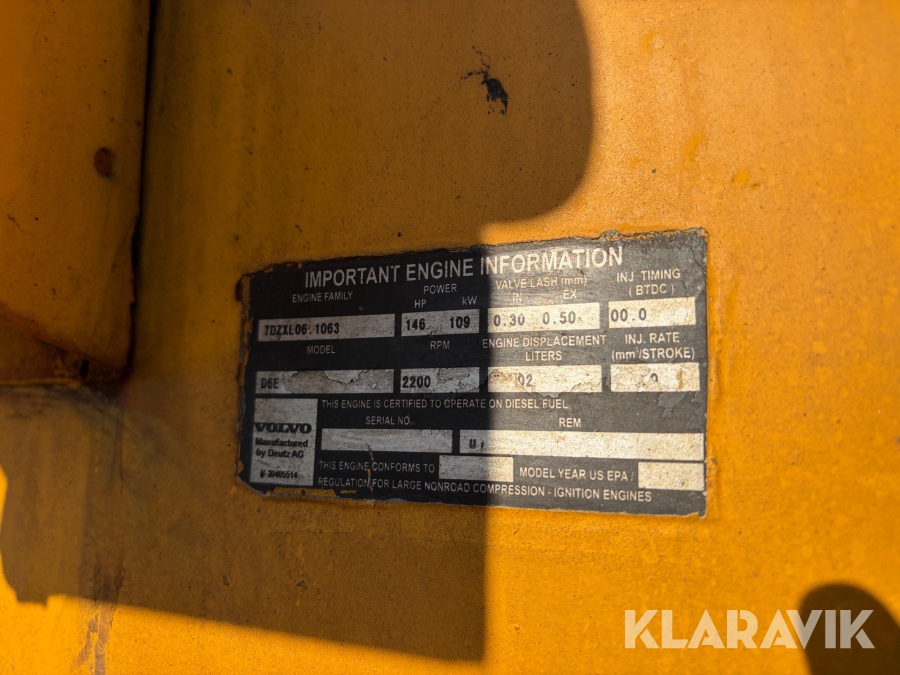 IMPORTANT ENGINE INFORMATION
ENGINE FAMILY POWER VALVE LASH (mm) INJ. TIMING
HP kW IN EX (BTDC)
7DZXL06.1063 146 109 0.30 0.50 00.0
MODEL RPM ENGINE DISPLACEMENT INJ. RATE
LITERS (mm³/STROKE)
D6E 2200 02
THIS ENGINE IS CERTIFIED TO OPERATE ON DIESEL FUEL
VOLVO SERIAL NO. REM
Manufactured
by Deutz AG U
THIS ENGINE CONFORMS TO MODEL YEAR US EPA /
REGULATION FOR LARGE NONROAD COMPRESSION - IGNITION ENGINES
KLARAVIK